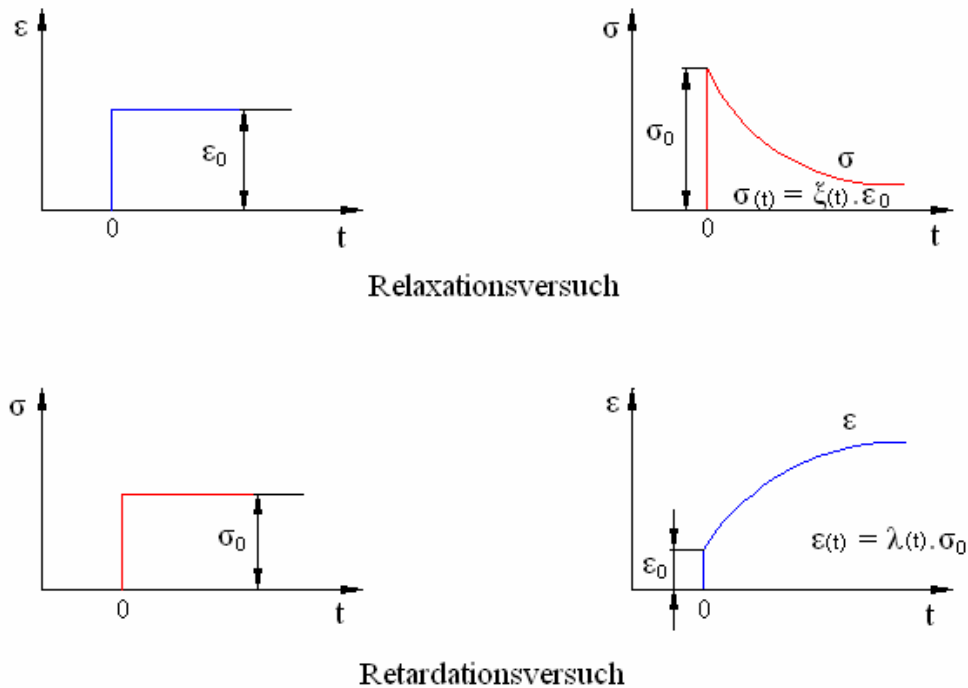 ε
ε₀
0
t
σ
σ₀
σ
σ(t) = ξ(t).ε₀
0
t
Relaxationsversuch
σ
σ₀
0
t
ε
ε
ε₀
ε(t) = λ(t).σ₀
0
t
Retardationsversuch